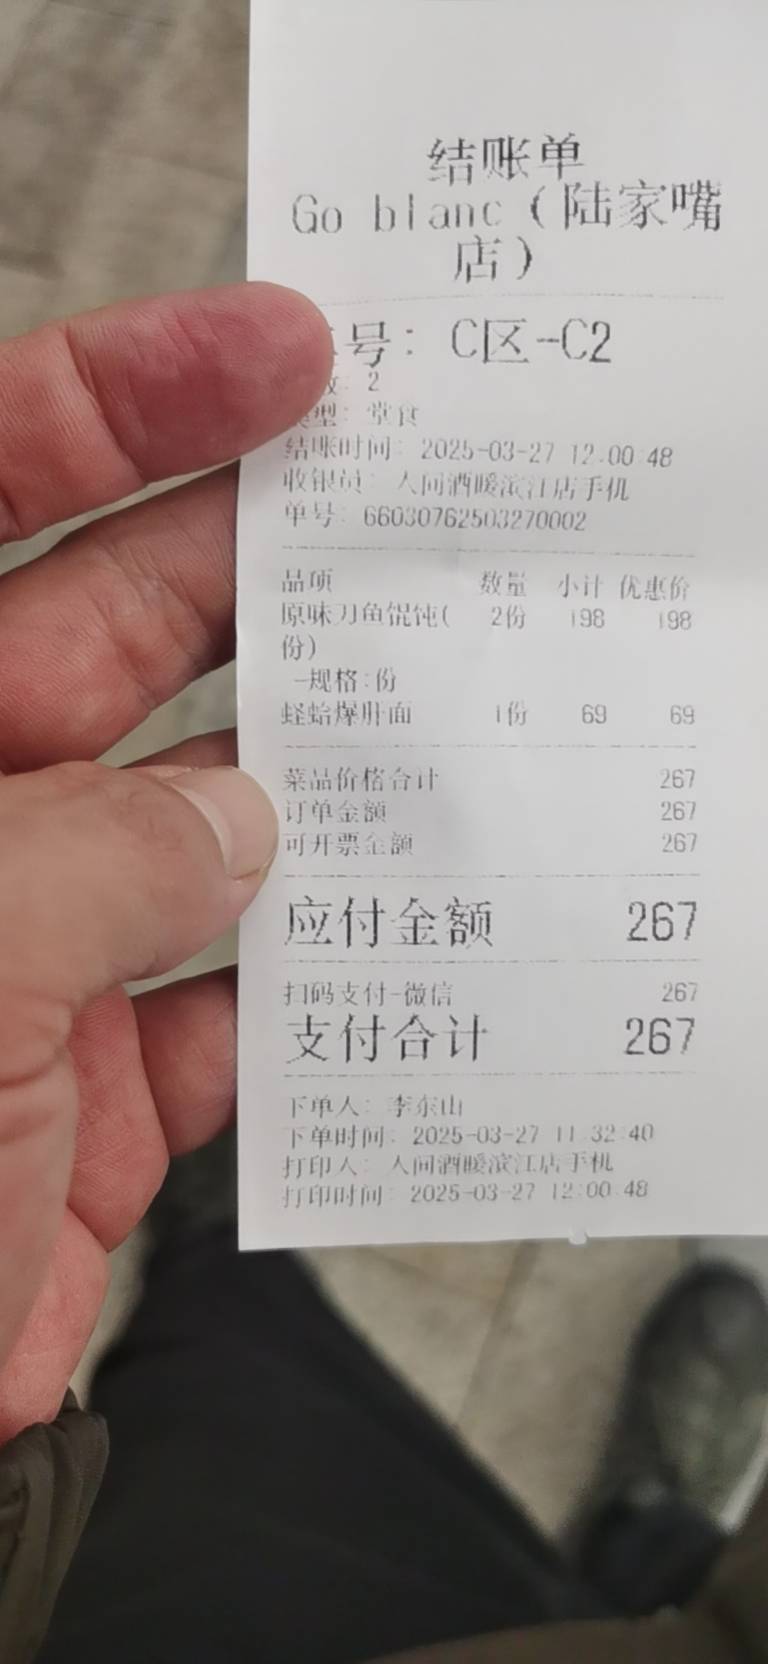 结账单
Go blanc（陆家嘴
店）
号：C区-C2
数：2
类型：堂食
结账时间：2025-03-27 12:00:48
收银员：人间酒暖滨江店手机
单号：66030762503270002
品项 数量 小计 优惠价
原味刀鱼馄饨( 2份 198 198
份)
-规格:份
蛏蛤爆肝面 1份 69 69
菜品价格合计 267
订单金额 267
可开票金额 267
应付金额 267
扫码支付-微信 267
支付合计 267
下单人：李东山
下单时间：2025-03-27 11:32:40
打印人：人间酒暖滨江店手机
打印时间：2025-03-27 12:00:48